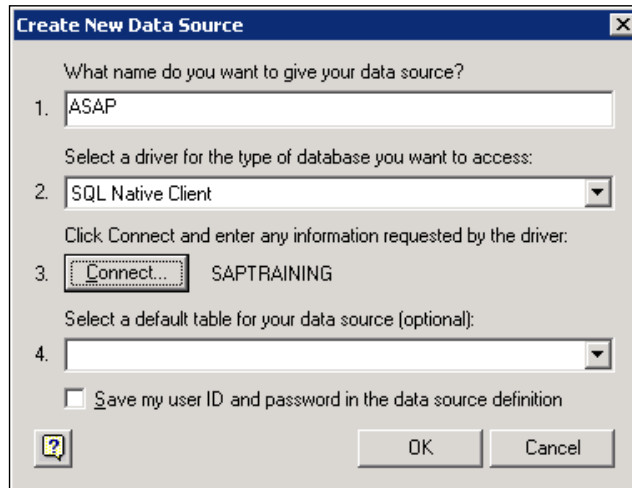 Create New Data Source
What name do you want to give your data source?
1. ASAP
Select a driver for the type of database you want to access:
2. SQL Native Client
Click Connect and enter any information requested by the driver:
3. Connect... SAPTRAINING
Select a default table for your data source (optional):
4.
Save my user ID and password in the data source definition
? OK Cancel